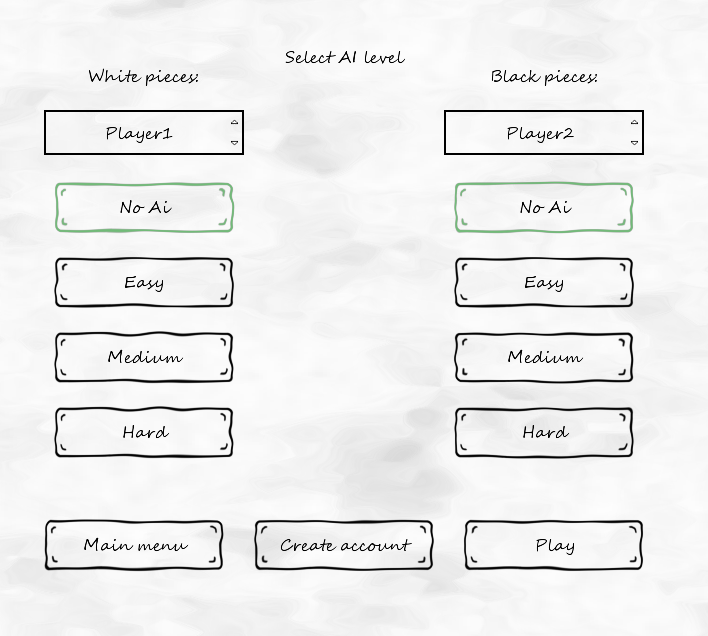 Select AI level
White pieces:
Black pieces:
Player1
Player2
No Ai
No Ai
Easy
Easy
Medium
Medium
Hard
Hard
Main menu
Create account
Play